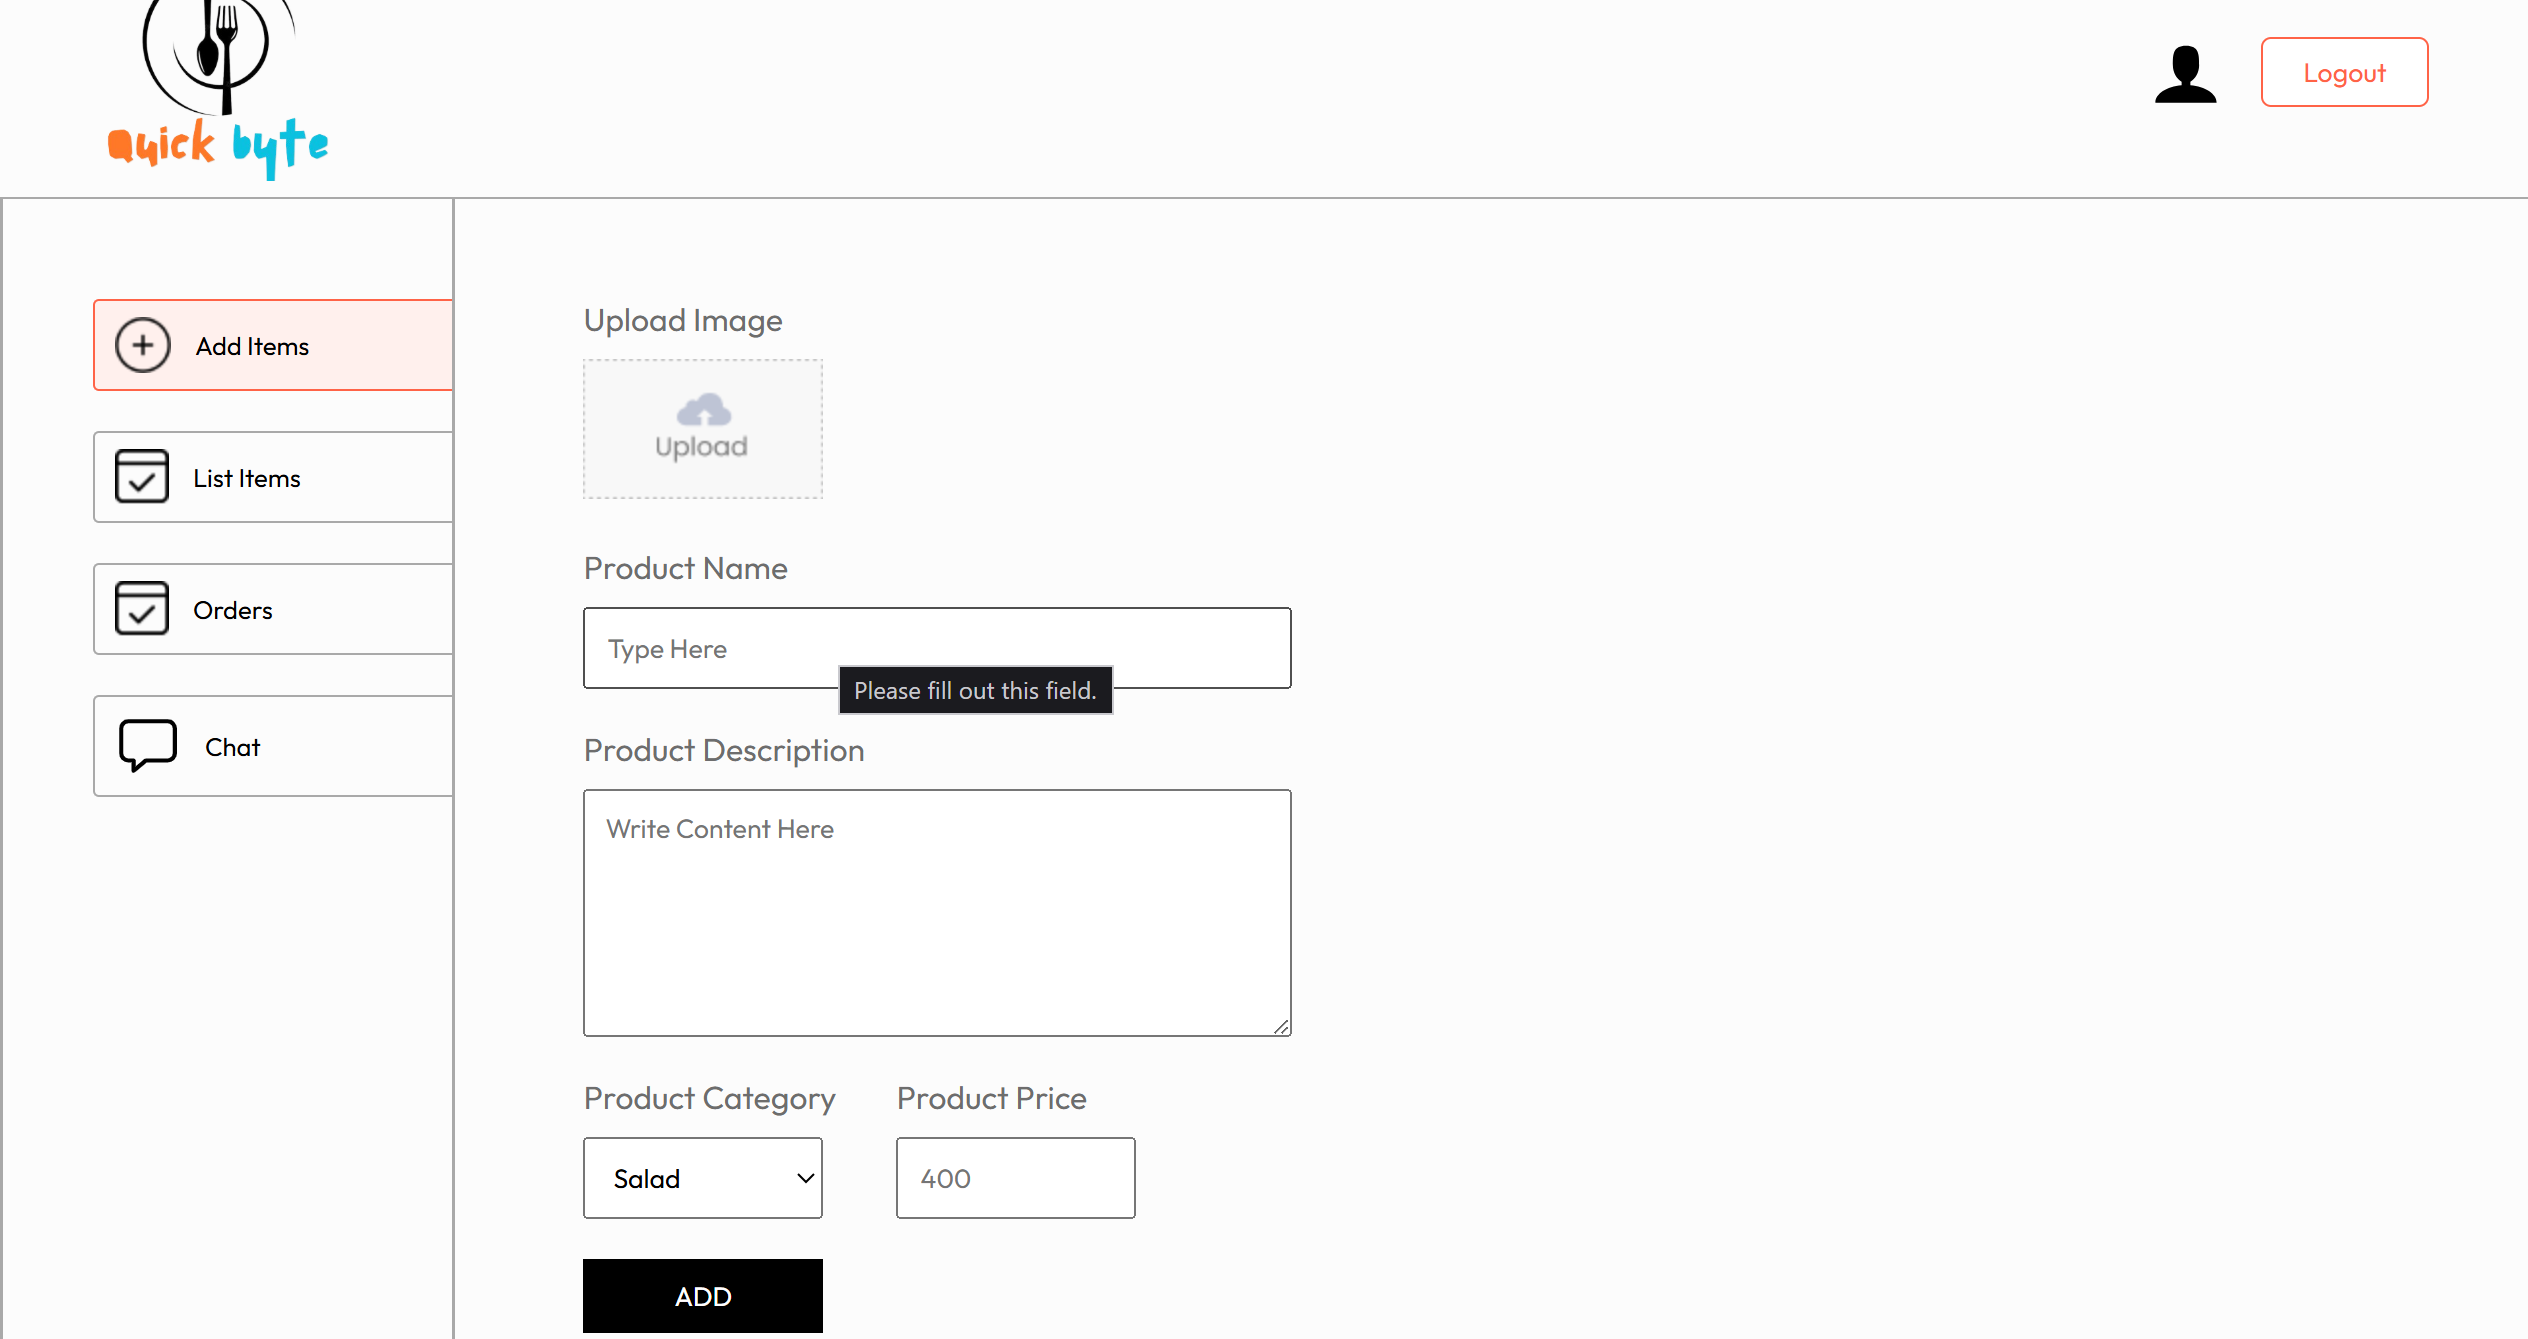 Quick byte
Logout
Add Items
List Items
Orders
Chat
Upload Image
Upload
Product Name
Type Here
Please fill out this field.
Product Description
Write Content Here
Product Category
Product Price
Salad
400
ADD